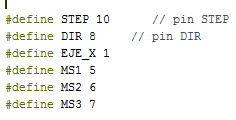 #define STEP 10 // pin STEP
#define DIR 8 // pin DIR
#define EJE_X 1
#define MS1 5
#define MS2 6
#define MS3 7